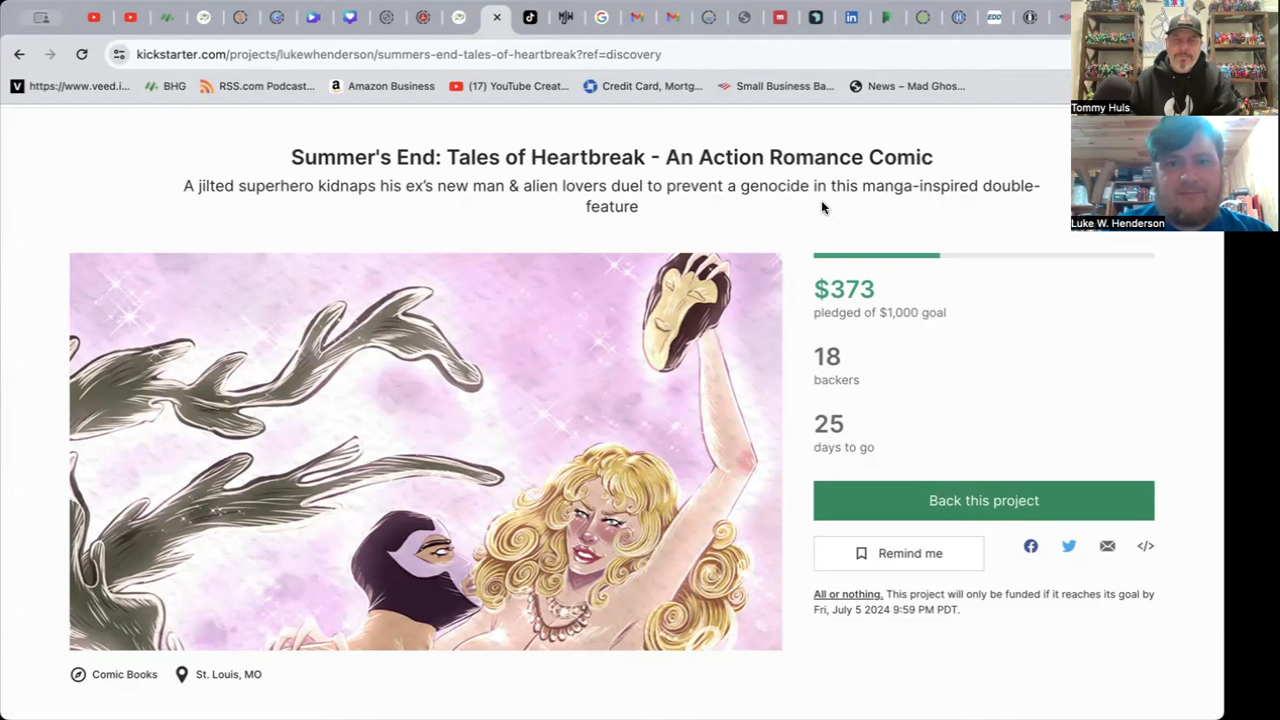 kickstarter.com/projects/lukewhenderson/summers-end-tales-of-heartbreak?ref=discovery
https://www.veed.i... BHG RSS.com Podcast... Amazon Business (17) YouTube Creat... Credit Card, Mortg... Small Business Ba... News – Mad Ghos...
Tommy Huls
Luke W. Henderson
Summer's End: Tales of Heartbreak - An Action Romance Comic
A jilted superhero kidnaps his ex's new man & alien lovers duel to prevent a genocide in this manga-inspired double-
feature
$373
pledged of $1,000 goal
18
backers
25
days to go
Back this project
Remind me
All or nothing. This project will only be funded if it reaches its goal by
Fri, July 5 2024 9:59 PM PDT.
Comic Books St. Louis, MO